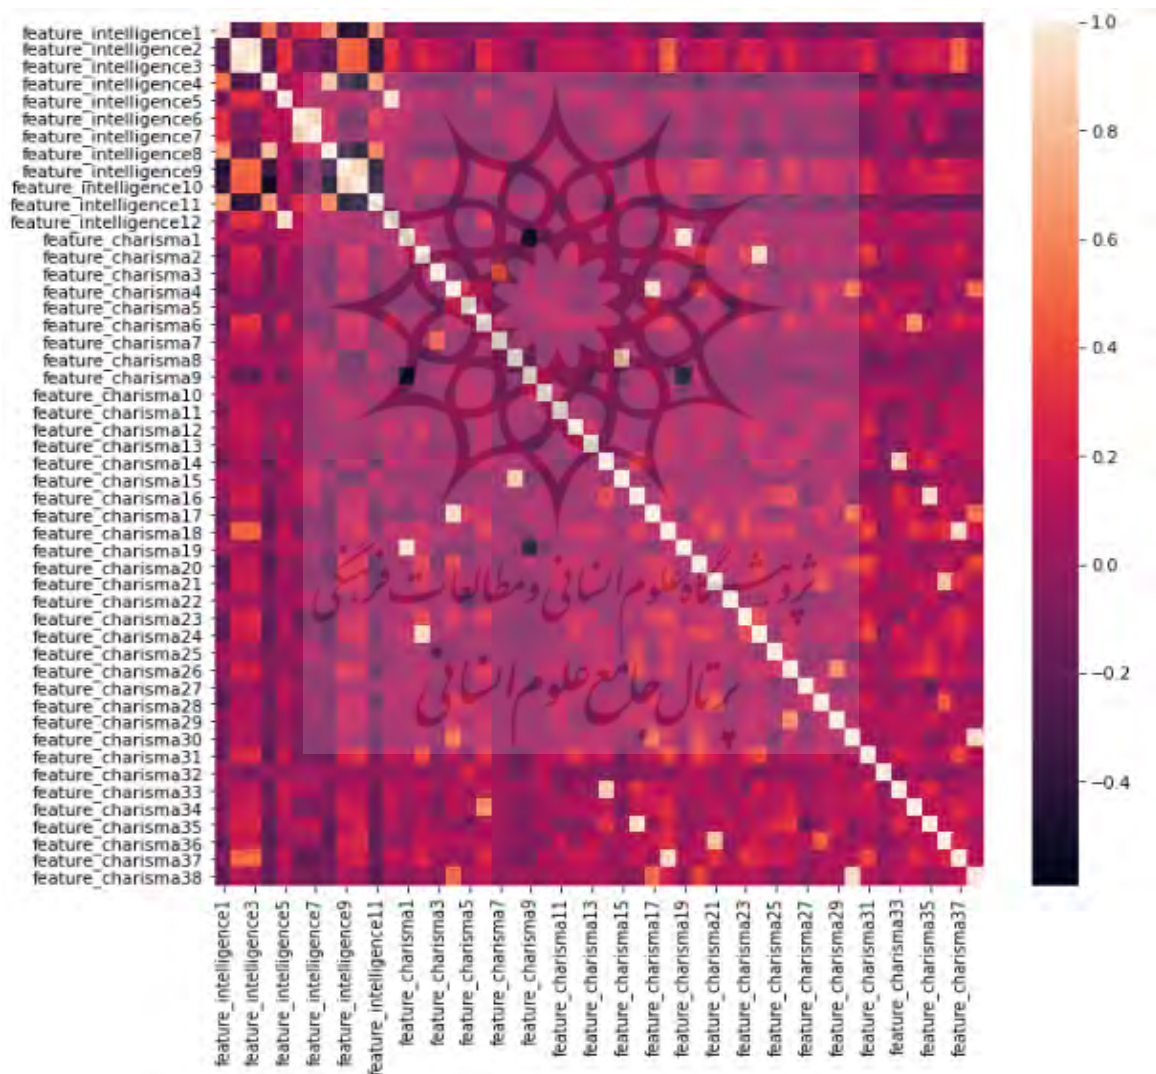 feature_intelligence1
feature_intelligence2
feature_intelligence3
feature_intelligence4
feature_intelligence5
feature_intelligence6
feature_intelligence7
feature_intelligence8
feature_intelligence9
feature_intelligence10
feature_intelligence11
feature_intelligence12
feature_charisma1
feature_charisma2
feature_charisma3
feature_charisma4
feature_charisma5
feature_charisma6
feature_charisma7
feature_charisma8
feature_charisma9
feature_charisma10
feature_charisma11
feature_charisma12
feature_charisma13
feature_charisma14
feature_charisma15
feature_charisma16
feature_charisma17
feature_charisma18
feature_charisma19
feature_charisma20
feature_charisma21
feature_charisma22
feature_charisma23
feature_charisma24
feature_charisma25
feature_charisma26
feature_charisma27
feature_charisma28
feature_charisma29
feature_charisma30
feature_charisma31
feature_charisma32
feature_charisma33
feature_charisma34
feature_charisma35
feature_charisma36
feature_charisma37
feature_charisma38
پژوهشگاه علوم انسانی و مطالعات فرهنگی
پرتال جامع علوم انسانی
1.0
0.8
0.6
0.4
0.2
0.0
−0.2
−0.4
feature_intelligence1
feature_intelligence3
feature_intelligence5
feature_intelligence7
feature_intelligence9
feature_intelligence11
feature_charisma1
feature_charisma3
feature_charisma5
feature_charisma7
feature_charisma9
feature_charisma11
feature_charisma13
feature_charisma15
feature_charisma17
feature_charisma19
feature_charisma21
feature_charisma23
feature_charisma25
feature_charisma27
feature_charisma29
feature_charisma31
feature_charisma33
feature_charisma35
feature_charisma37